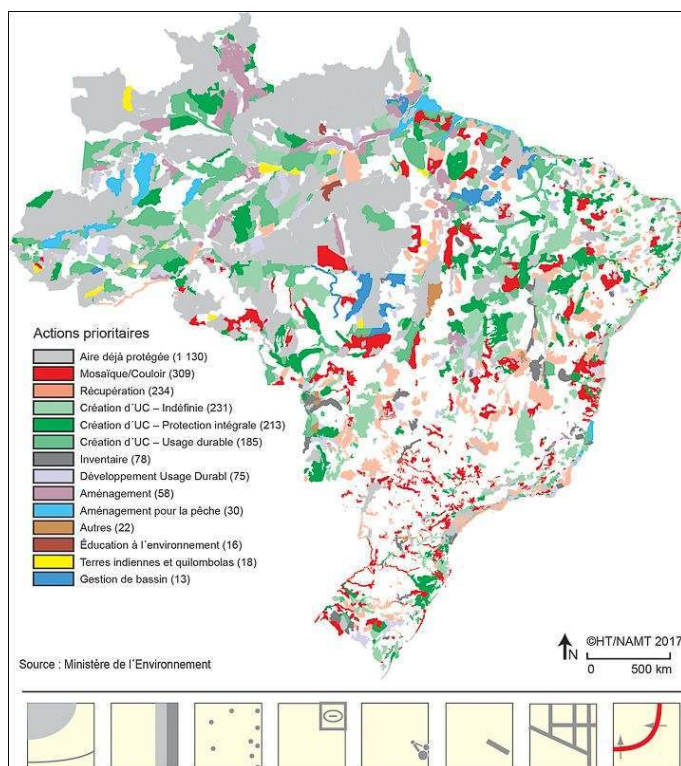 Actions prioritaires
Aire déjà protégée (1 130)
Mosaïque/Couloir (309)
Récupération (234)
Création d´UC – Indéfinie (231)
Création d´UC – Protection intégrale (213)
Création d´UC – Usage durable (185)
Inventaire (78)
Développement Usage Durabl (75)
Aménagement (58)
Aménagement pour la pêche (30)
Autres (22)
Éducation à l´environnement (16)
Terres indiennes et quilombolas (18)
Gestion de bassin (13)
Source : Ministère de l´Environnement
N
©HT/NAMT 2017
0 500 km